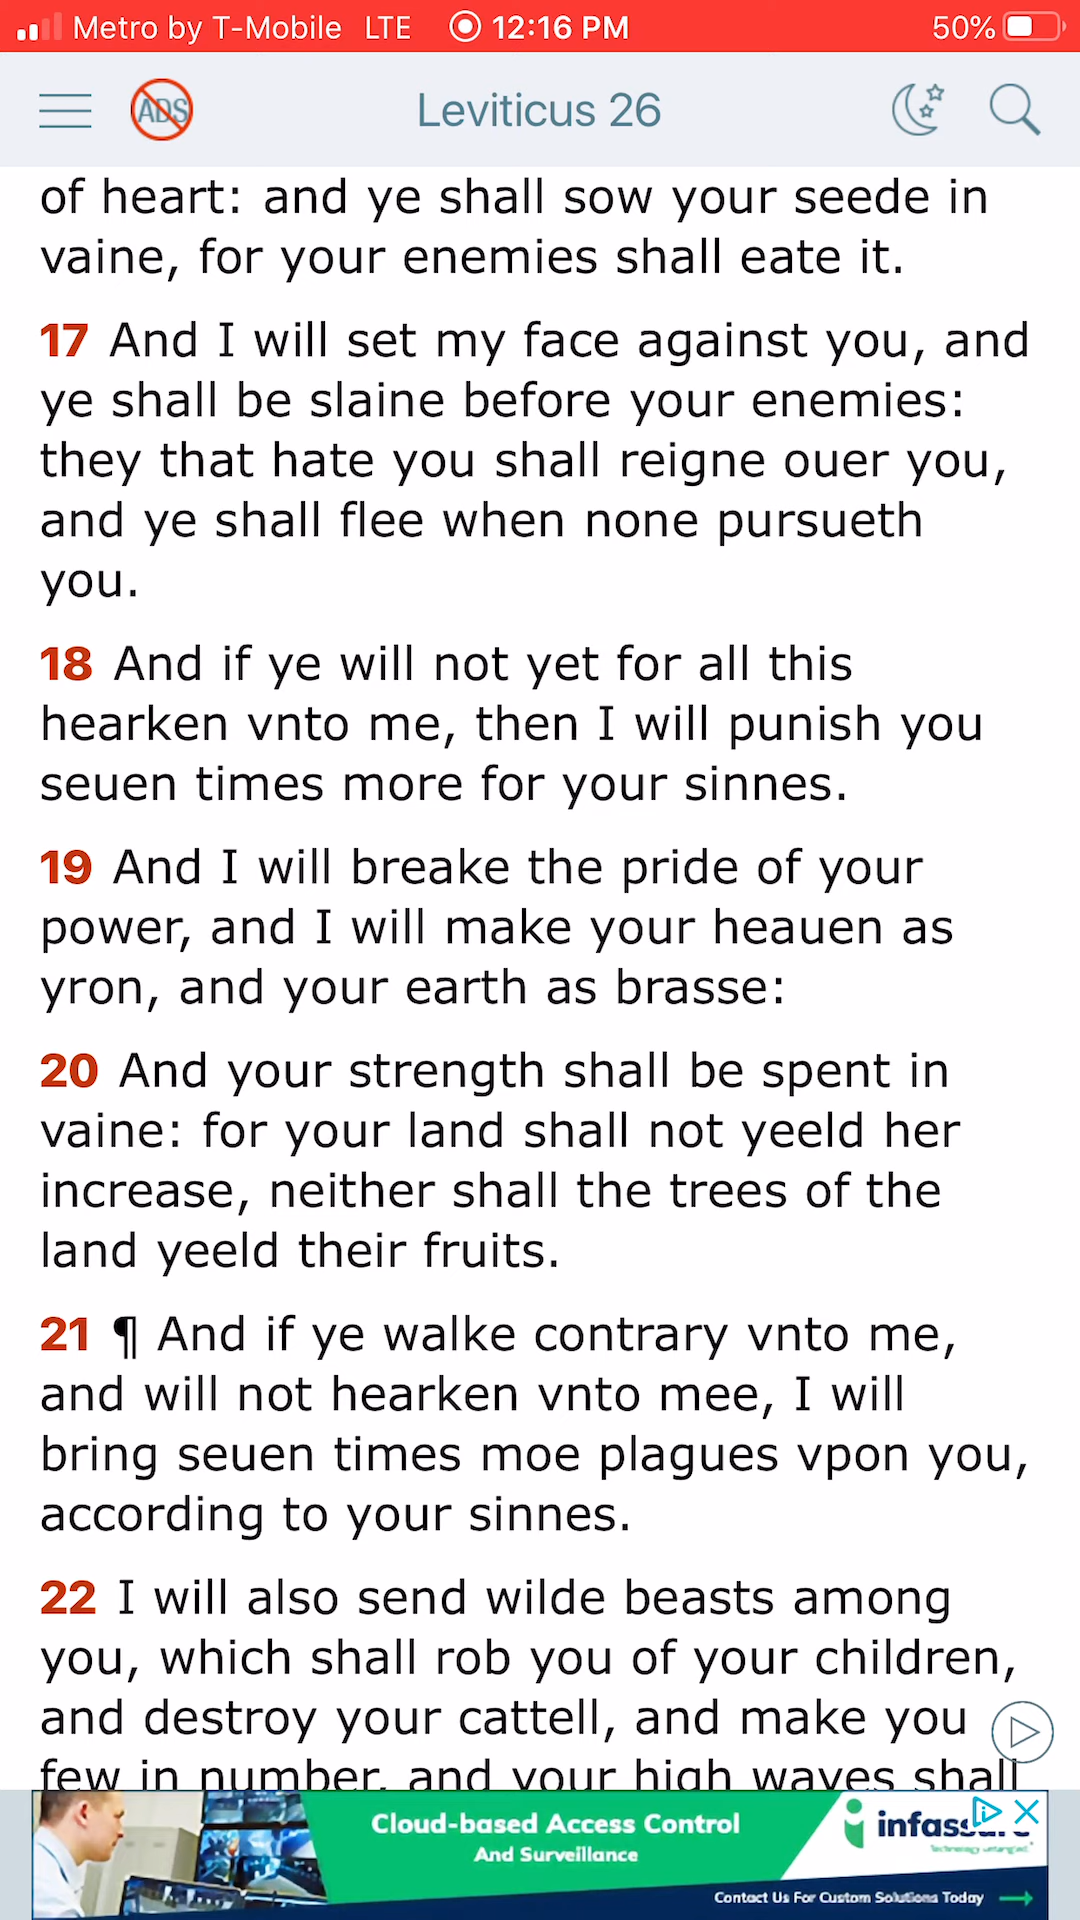 Metro by T-Mobile LTE 12:16 PM 50%
ADS Leviticus 26
of heart: and ye shall sow your seede in
vaine, for your enemies shall eate it.
17 And I will set my face against you, and
ye shall be slaine before your enemies:
they that hate you shall reigne ouer you,
and ye shall flee when none pursueth
you.
18 And if ye will not yet for all this
hearken vnto me, then I will punish you
seuen times more for your sinnes.
19 And I will breake the pride of your
power, and I will make your heauen as
yron, and your earth as brasse:
20 And your strength shall be spent in
vaine: for your land shall not yeeld her
increase, neither shall the trees of the
land yeeld their fruits.
21 ¶ And if ye walke contrary vnto me,
and will not hearken vnto mee, I will
bring seuen times moe plagues vpon you,
according to your sinnes.
22 I will also send wilde beasts among
you, which shall rob you of your children,
and destroy your cattell, and make you
few in number, and your high wayes shall
Cloud-based Access Control
And Surveillance
Contact Us For Custom Solutions Today